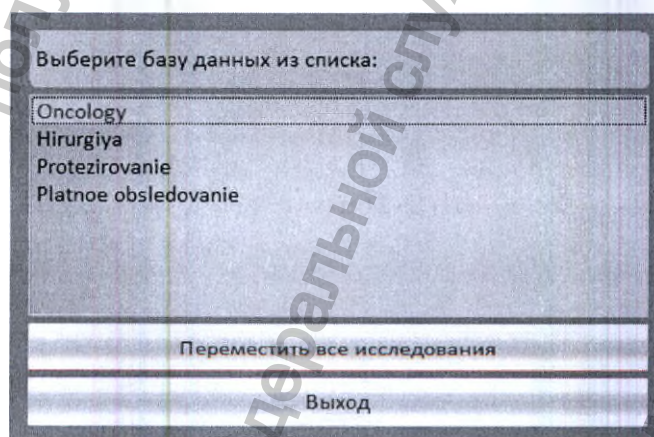 Выберите базу данных из списка:
Oncology
Hirurgiya
Protezirovanie
Platnoe obsledovanie
Переместить все исследования
Выход